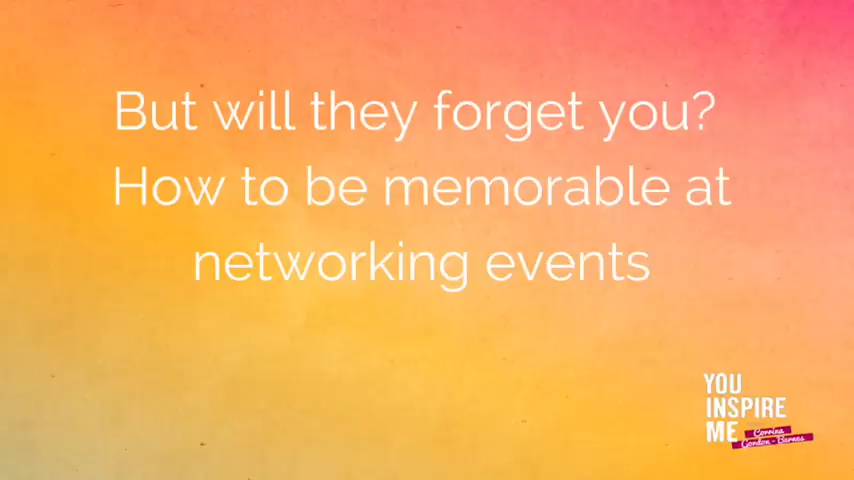 But will they forget you?
How to be memorable at
networking events
YOU
INSPIRE
ME
Corrina
Gordon-Barnes